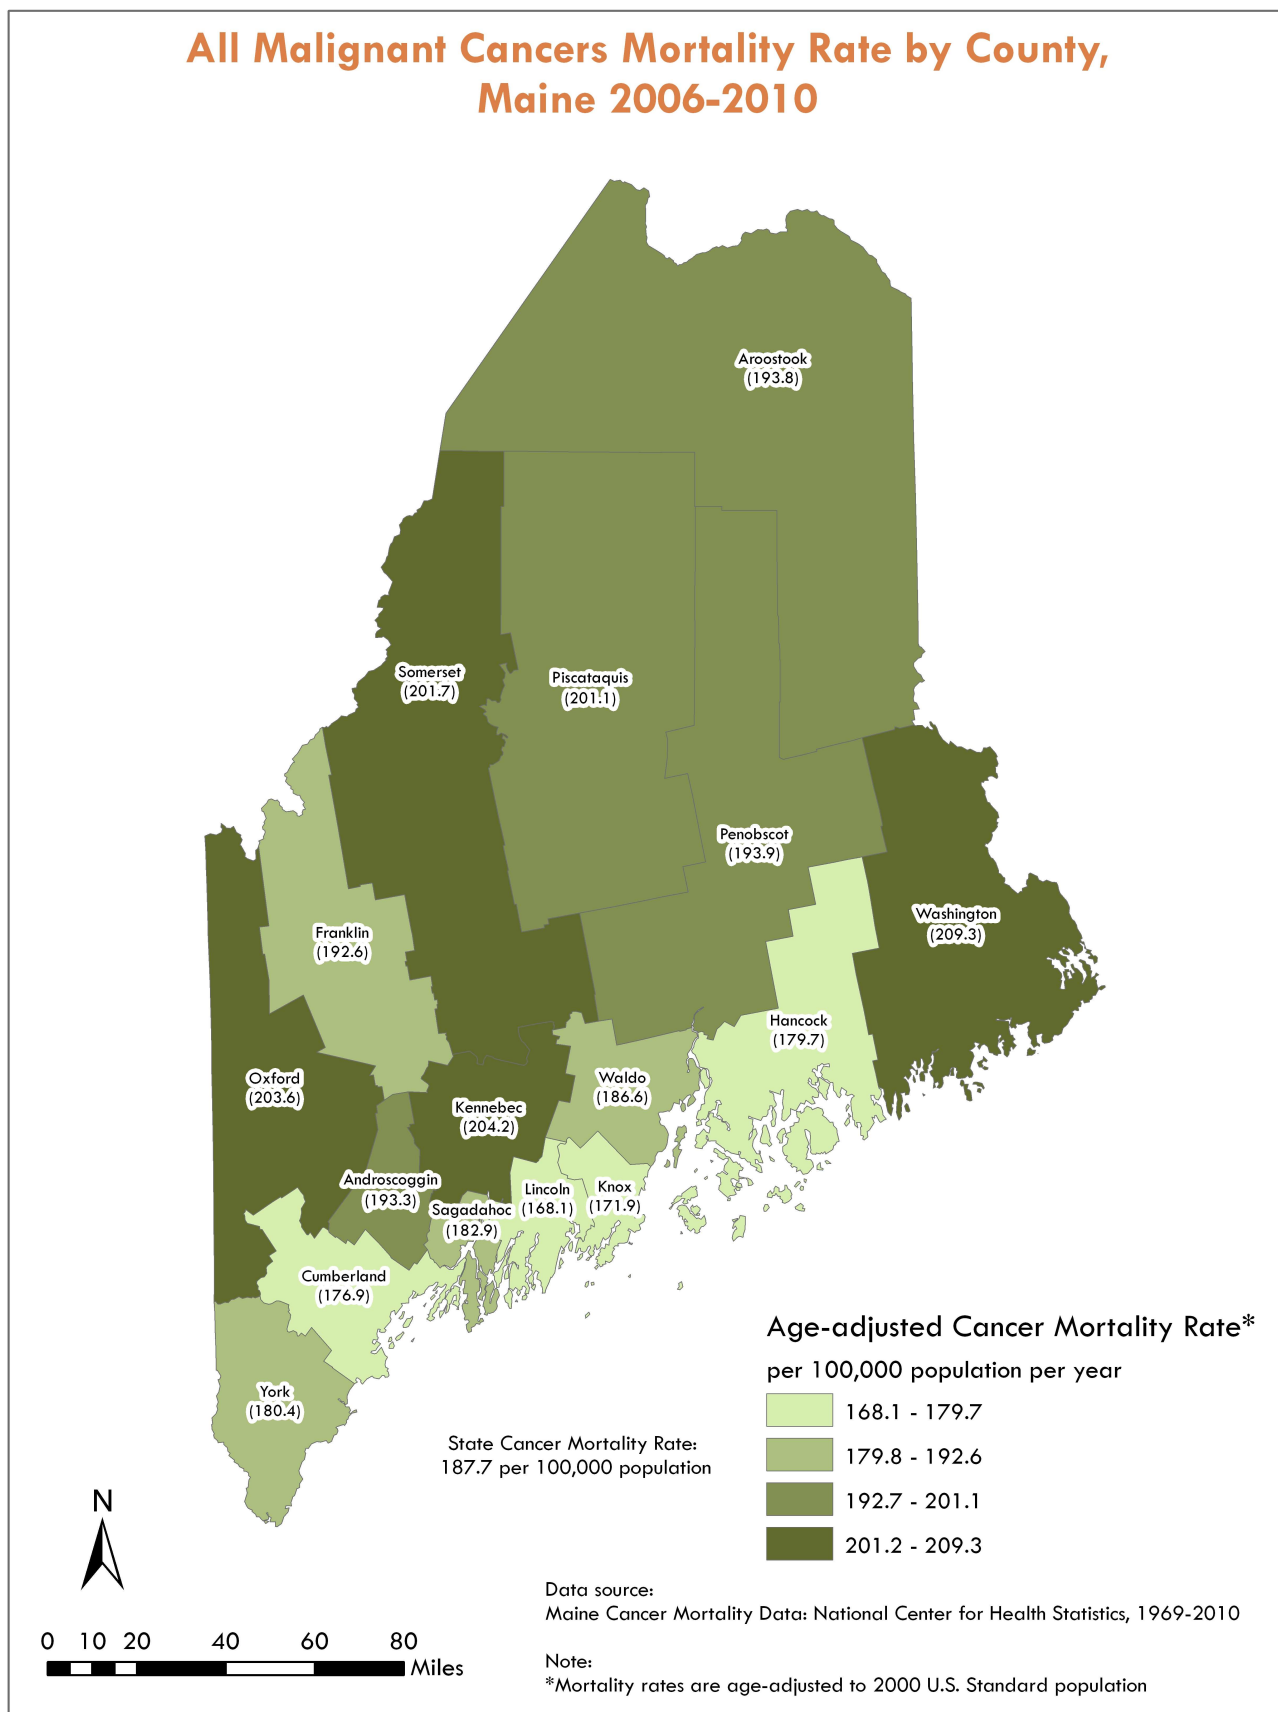 All Malignant Cancers Mortality Rate by County,
Maine 2006-2010
Aroostook
(193.8)
Somerset
(201.7)
Piscataquis
(201.1)
Penobscot
(193.9)
Washington
(209.3)
Franklin
(192.6)
Hancock
(179.7)
Oxford
(203.6)
Waldo
(186.6)
Kennebec
(204.2)
Androscoggin
(193.3)
Lincoln
(168.1)
Knox
(171.9)
Sagadahoc
(182.9)
Cumberland
(176.9)
York
(180.4)
State Cancer Mortality Rate:
187.7 per 100,000 population
Age-adjusted Cancer Mortality Rate*
per 100,000 population per year
168.1 - 179.7
179.8 - 192.6
192.7 - 201.1
201.2 - 209.3
N
0 10 20 40 60 80
Miles
Data source:
Maine Cancer Mortality Data: National Center for Health Statistics, 1969-2010
Note:
*Mortality rates are age-adjusted to 2000 U.S. Standard population